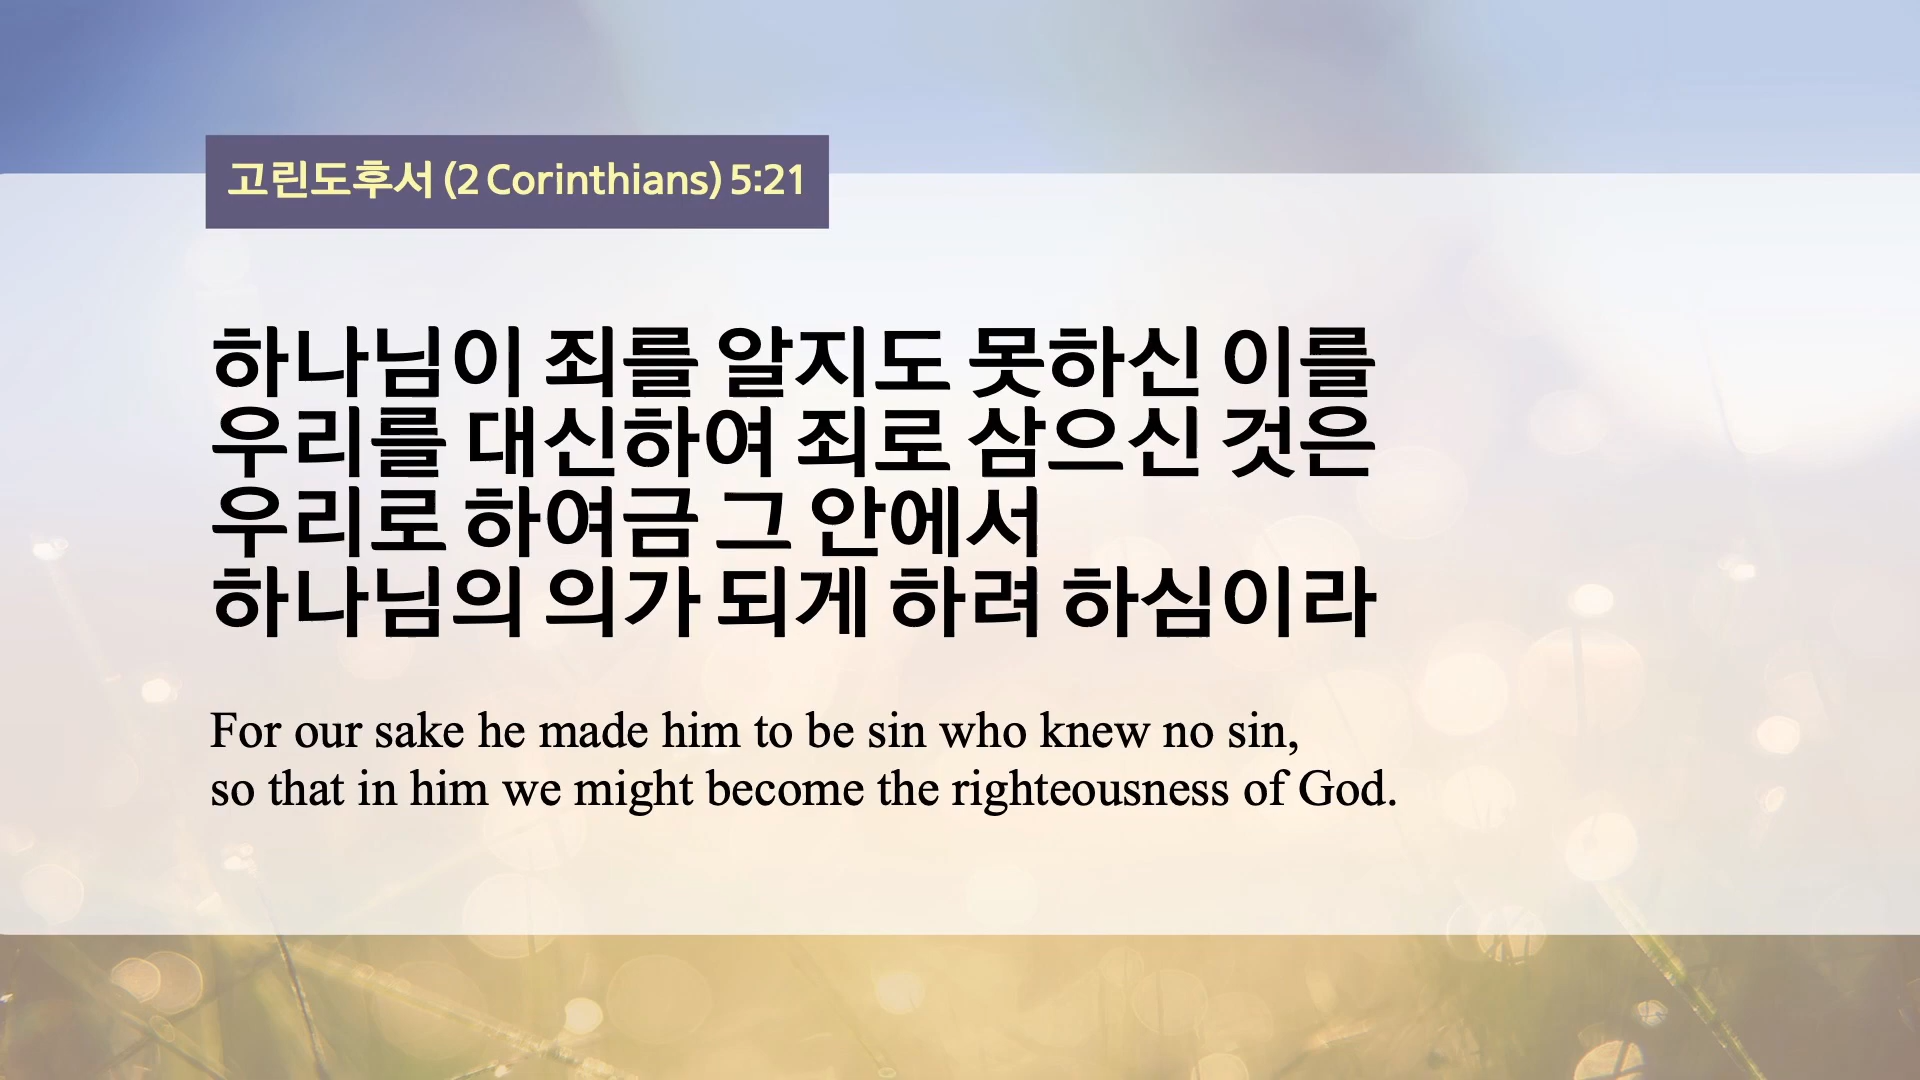 고린도후서 (2 Corinthians) 5:21
하나님이 죄를 알지도 못하신 이를
우리를 대신하여 죄로 삼으신 것은
우리로 하여금 그 안에서
하나님의 의가 되게 하려 하심이라
For our sake he made him to be sin who knew no sin,
so that in him we might become the righteousness of God.